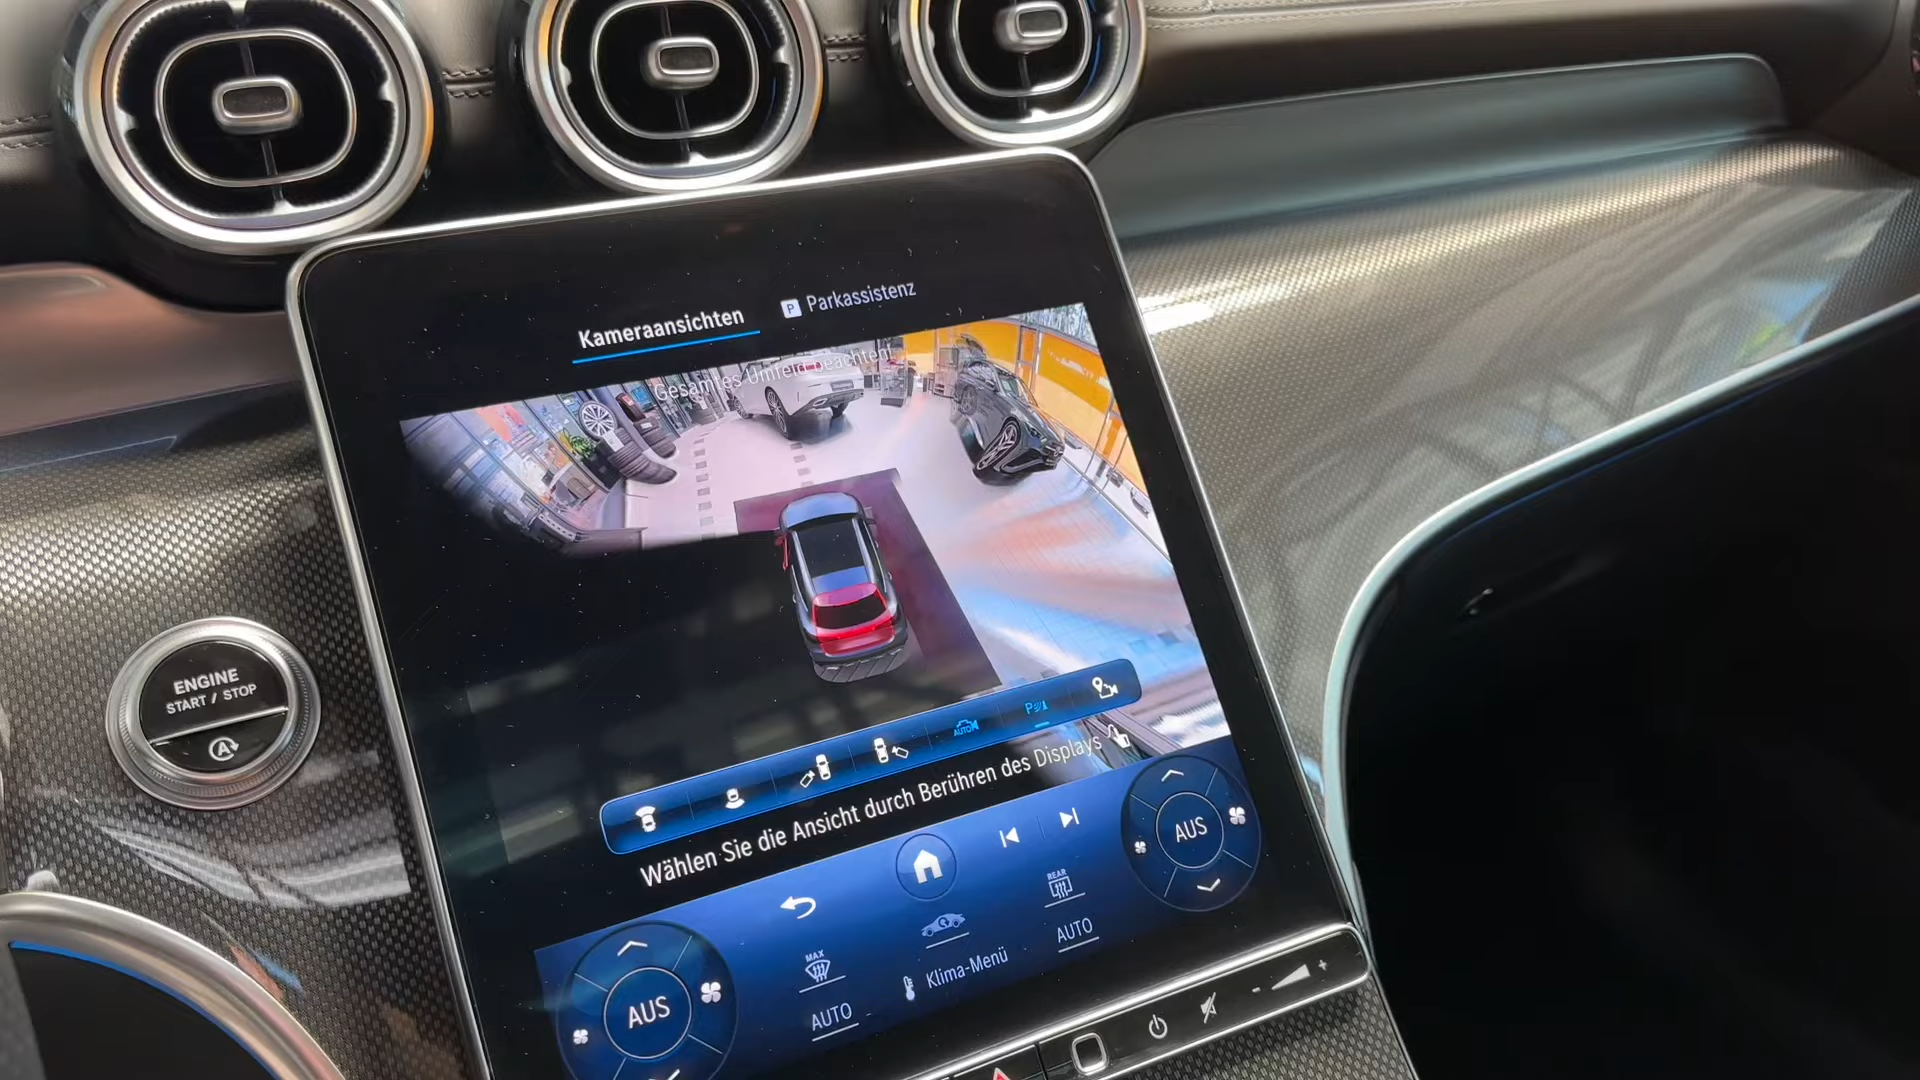 Kameraansichten
P Parkassistenz
Gesamtes Umfeld beachten!
ENGINE
START / STOP
A
AUTO
P
Wählen Sie die Ansicht durch Berühren des Displays
AUS
REAR
MAX
AUTO
Klima-Menü
AUS
AUTO
- +